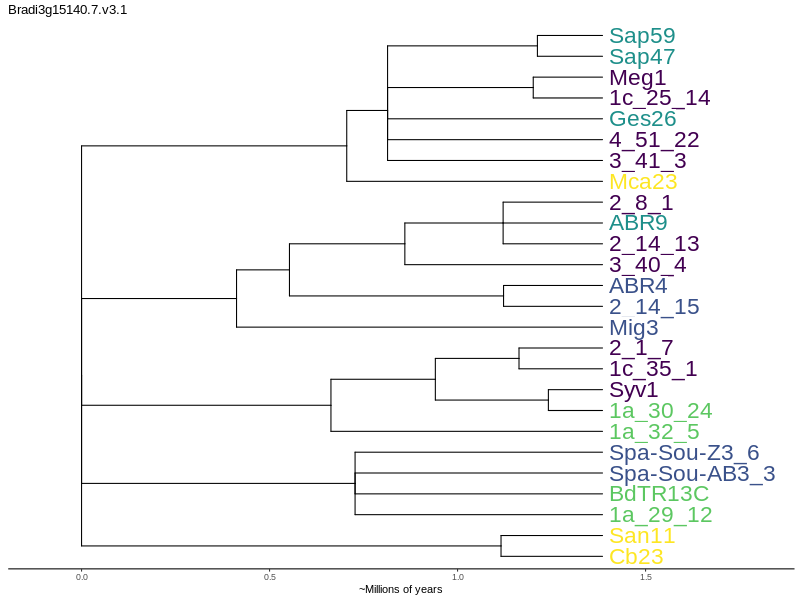 Bradi3g15140.7.v3.1
Sap59
Sap47
Meg1
1c_25_14
Ges26
4_51_22
3_41_3
Mca23
2_8_1
ABR9
2_14_13
3_40_4
ABR4
2_14_15
Mig3
2_1_7
1c_35_1
Syv1
1a_30_24
1a_32_5
Spa-Sou-Z3_6
Spa-Sou-AB3_3
BdTR13C
1a_29_12
San11
Cb23
0.0 0.5 1.0 1.5
~Millions of years